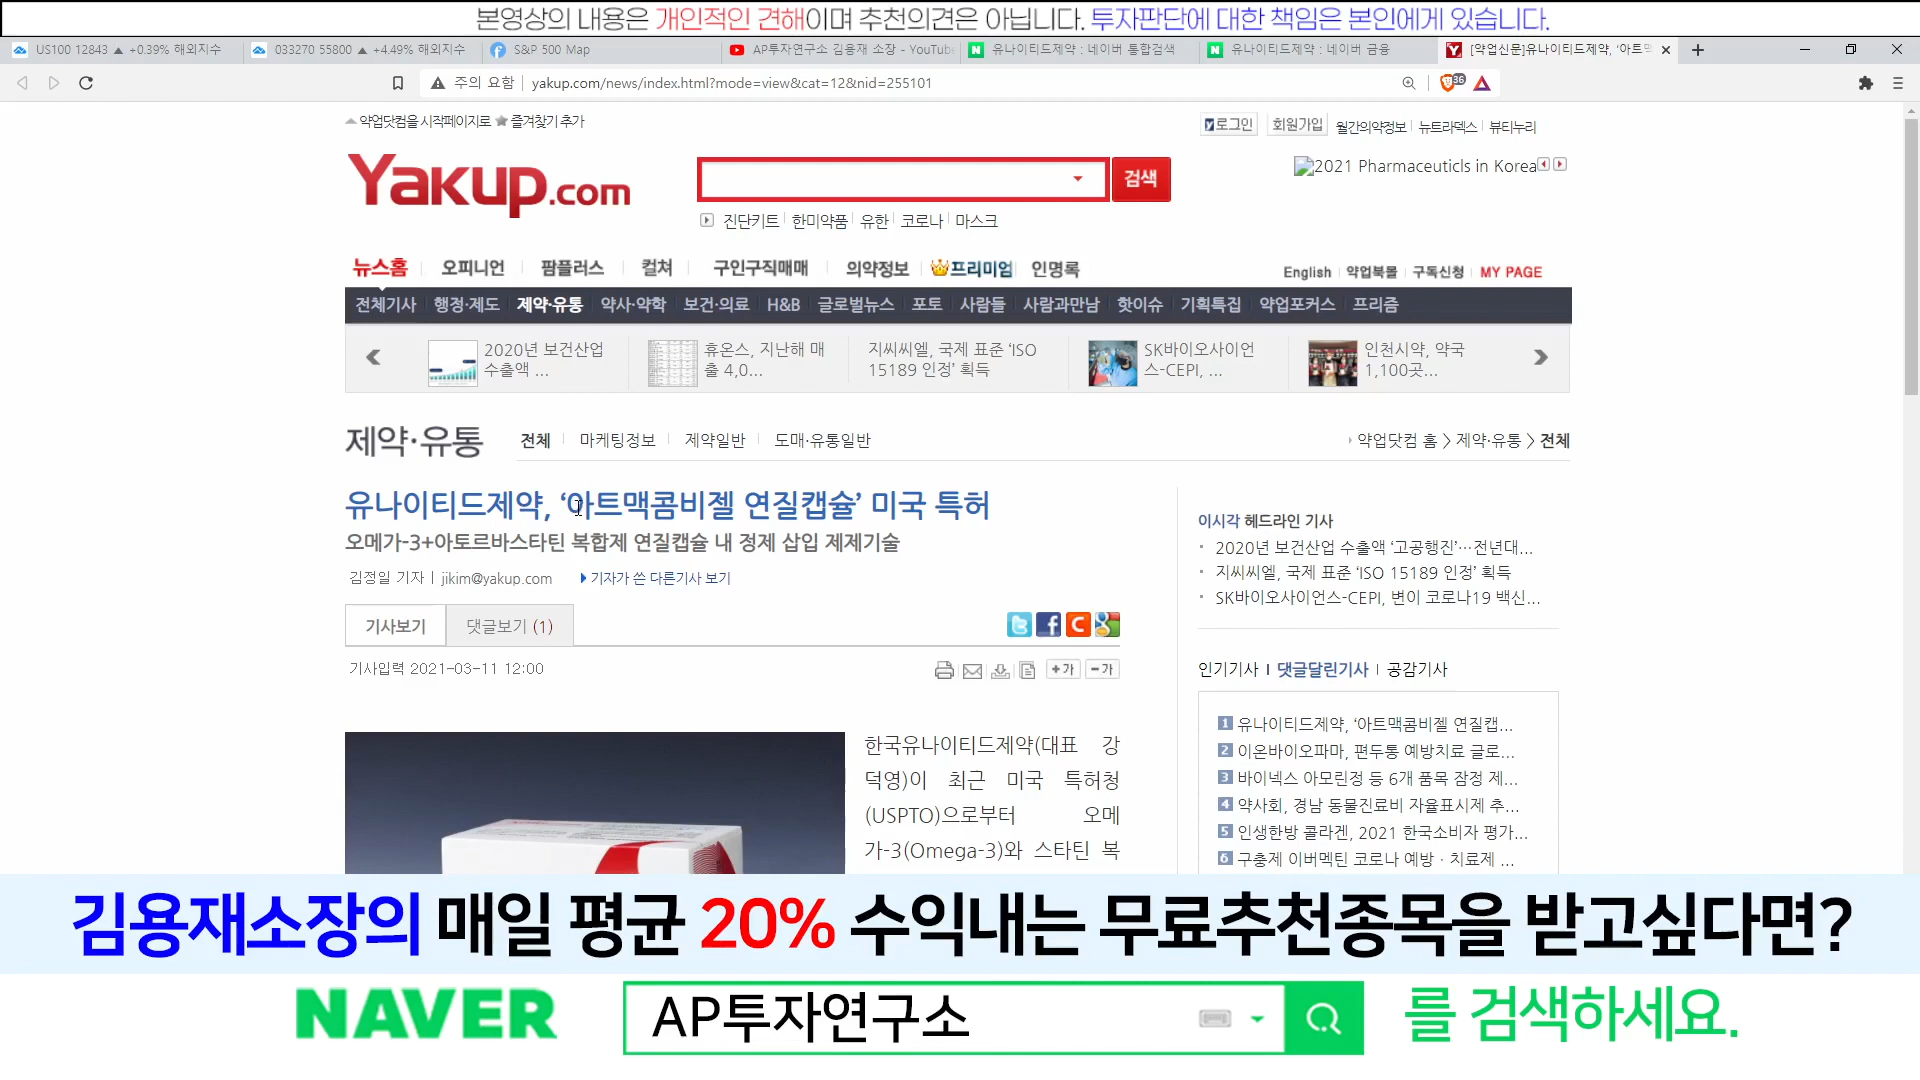 본영상의 내용은 개인적인 견해이며 추천의견은 아닙니다. 투자판단에 대한 책임은 본인에게 있습니다.
US100 12843 ▲ +0.39% 해외지수
033270 55800 ▲ +4.49% 해외지수
S&P 500 Map
AP투자연구소 김용재 소장 - YouTube
유나이티드제약 : 네이버 통합검색
유나이티드제약 : 네이버 금융
[약업신문]유나이티드제약, '아트맥
주의 요함 yakup.com/news/index.html?mode=view&cat=12&nid=255101 36
약업닷컴을 시작페이지로 즐겨찾기 추가
y로그인 회원가입 월간의약정보 뉴트라덱스 뷰티누리
Yakup.com
검색
2021 Pharmaceuticls in Korea
진단키트 한미약품 유한 코로나 마스크
뉴스홈 오피니언 팜플러스 컬쳐 구인구직매매 의약정보 프리미엄 인명록
English 약업북몰 구독신청 MY PAGE
전체기사 행정·제도 제약·유통 약사·약학 보건·의료 H&B 글로벌뉴스 포토 사람들 사람과만남 핫이슈 기획특집 약업포커스 프리즘
2020년 보건산업 수출액 ...
휴온스, 지난해 매출 4,0...
지씨씨엘, 국제 표준 ‘ISO 15189 인정’ 획득
SK바이오사이언스-CEPI, ...
인천시약, 약국 1,100곳...
제약·유통 전체 마케팅정보 제약일반 도매·유통일반
약업닷컴 홈 > 제약·유통 > 전체
유나이티드제약, ‘아트맥콤비젤 연질캡슐’ 미국 특허
오메가-3+아토르바스타틴 복합제 연질캡슐 내 정제 삽입 제제기술
김정일 기자 | jikim@yakup.com 기자가 쓴 다른기사 보기
기사보기 댓글보기 (1)
기사입력 2021-03-11 12:00
+가 -가
한국유나이티드제약(대표 강
덕영)이 최근 미국 특허청
(USPTO)으로부터 오메
가-3(Omega-3)와 스타틴 복
이시각 헤드라인 기사
· 2020년 보건산업 수출액 ‘고공행진’…전년대...
· 지씨씨엘, 국제 표준 ‘ISO 15189 인정’ 획득
· SK바이오사이언스-CEPI, 변이 코로나19 백신...
인기기사 | 댓글달린기사 | 공감기사
1 유나이티드제약, ‘아트맥콤비젤 연질캡...
2 이온바이오파마, 편두통 예방치료 글로...
3 바이넥스 아모린정 등 6개 품목 잠정 제...
4 약사회, 경남 동물진료비 자율표시제 추...
5 인생한방 콜라겐, 2021 한국소비자 평가...
6 구충제 이버멕틴 코로나 예방·치료제 ...
김용재소장의 매일 평균 20% 수익내는 무료추천종목을 받고싶다면?
NAVER AP투자연구소 를 검색하세요.